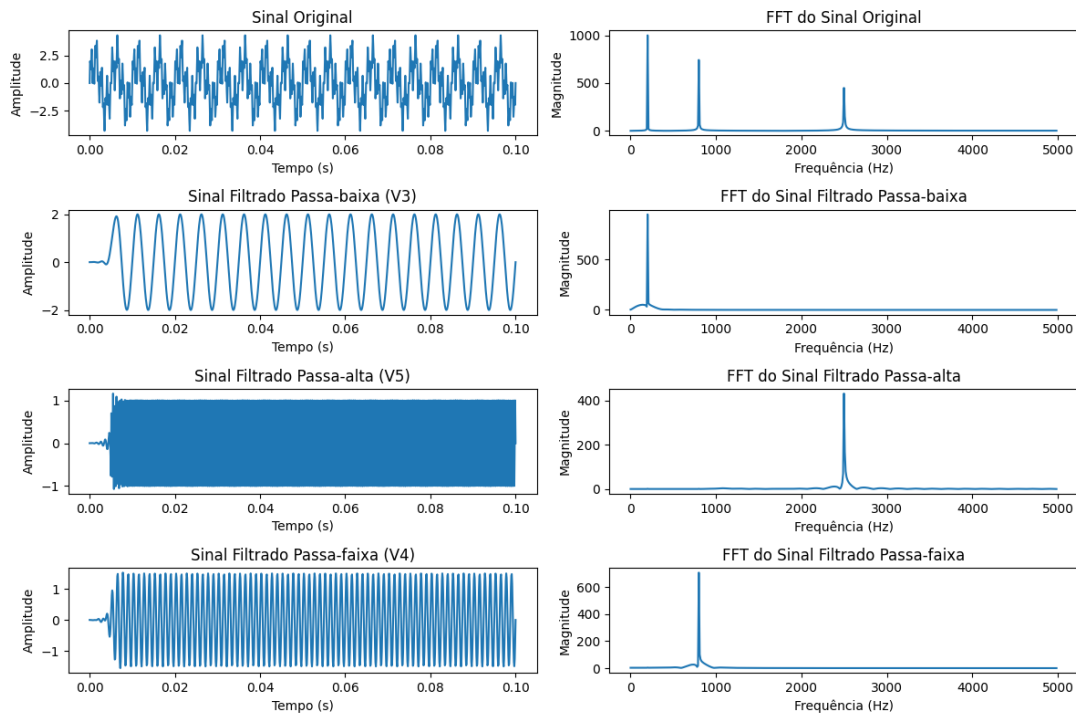 Sinal Original
Amplitude
2.5
0.0
−2.5
0.00 0.02 0.04 0.06 0.08 0.10
Tempo (s)
FFT do Sinal Original
Magnitude
1000
500
0
0 1000 2000 3000 4000 5000
Frequência (Hz)
Sinal Filtrado Passa-baixa (V3)
Amplitude
2
0
−2
0.00 0.02 0.04 0.06 0.08 0.10
Tempo (s)
FFT do Sinal Filtrado Passa-baixa
Magnitude
500
0
0 1000 2000 3000 4000 5000
Frequência (Hz)
Sinal Filtrado Passa-alta (V5)
Amplitude
1
0
−1
0.00 0.02 0.04 0.06 0.08 0.10
Tempo (s)
FFT do Sinal Filtrado Passa-alta
Magnitude
400
200
0
0 1000 2000 3000 4000 5000
Frequência (Hz)
Sinal Filtrado Passa-faixa (V4)
Amplitude
1
0
−1
0.00 0.02 0.04 0.06 0.08 0.10
Tempo (s)
FFT do Sinal Filtrado Passa-faixa
Magnitude
600
400
200
0
0 1000 2000 3000 4000 5000
Frequência (Hz)